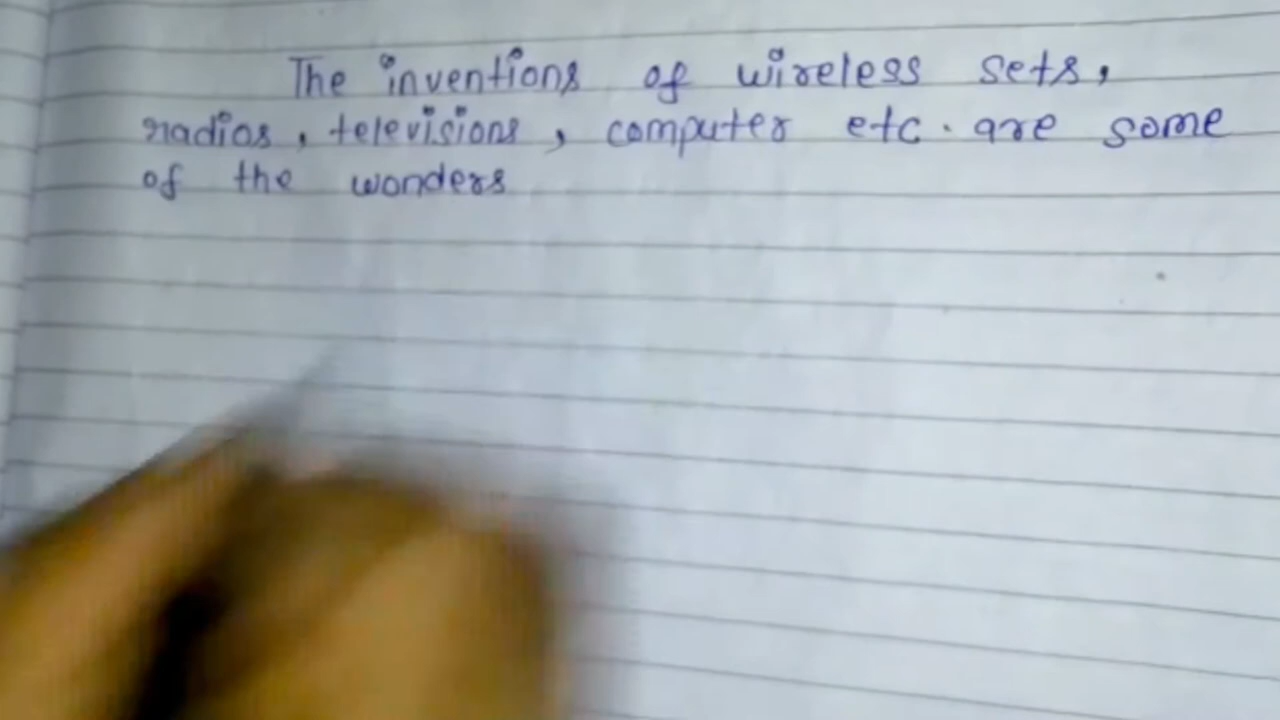 The inventions of wireless sets,
radios, televisions, computer etc. are some
of the wonders